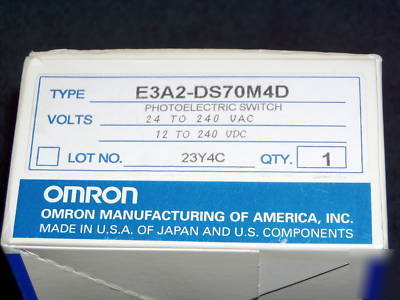 TYPE E3A2-DS70M4D
PHOTOELECTRIC SWITCH
VOLTS 24 TO 240 VAC
12 TO 240 VDC
LOT NO. 23Y4C QTY. 1
OMRON
OMRON MANUFACTURING OF AMERICA, INC.
MADE IN U.S.A. OF JAPAN AND U.S. COMPONENTS